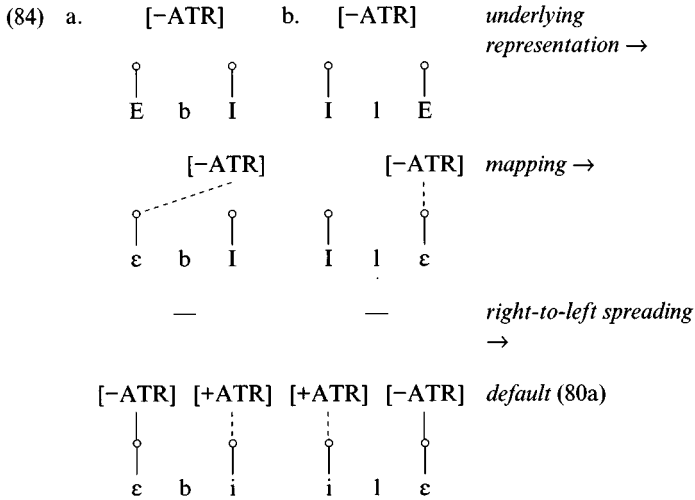 (84) a. [−ATR] b. [−ATR] underlying
representation →
E b I I l E
[−ATR] [−ATR] mapping →
ɛ b I I l ɛ
— — right-to-left spreading
→
[−ATR] [+ATR] [+ATR] [−ATR] default (80a)
ɛ b i i l ɛ